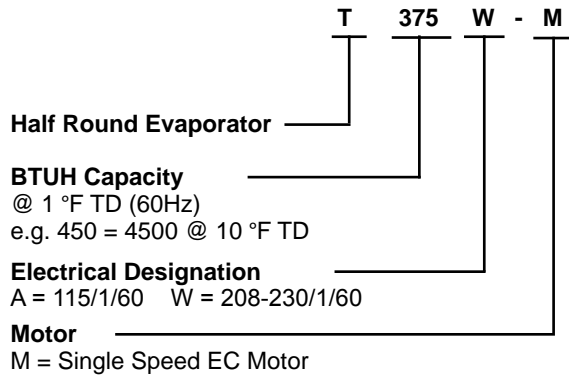 T 375 W - M
Half Round Evaporator
BTUH Capacity
@ 1 °F TD (60Hz)
e.g. 450 = 4500 @ 10 °F TD
Electrical Designation
A = 115/1/60 W = 208-230/1/60
Motor
M = Single Speed EC Motor